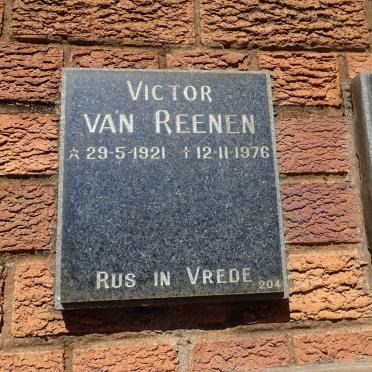 VICTOR
VAN REENEN
☆ 29-5-1921 † 12-11-1976
RUS IN VREDE
204